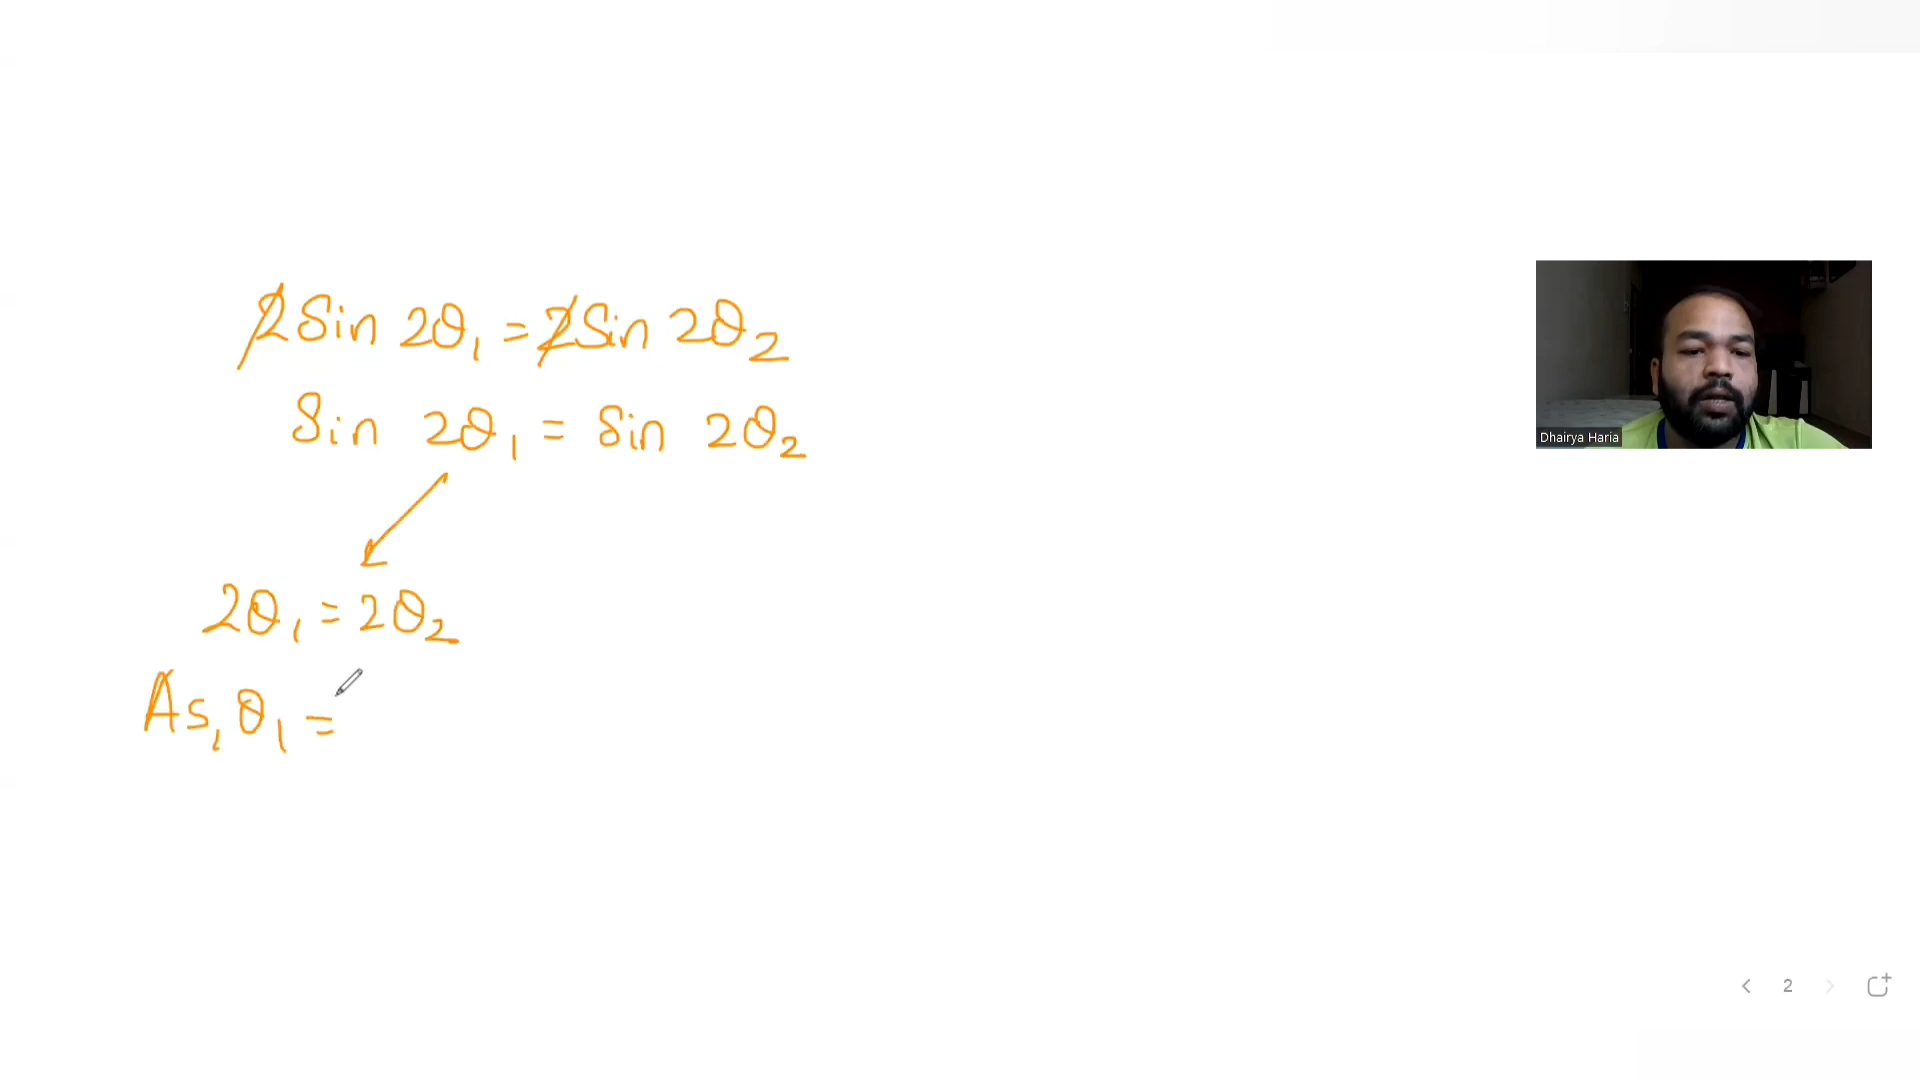 2 Sin 2θ₁ = 2 Sin 2θ₂
Sin 2θ₁ = Sin 2θ₂
2θ₁ = 2θ₂
As, θ₁ =
Dhairya Haria
2